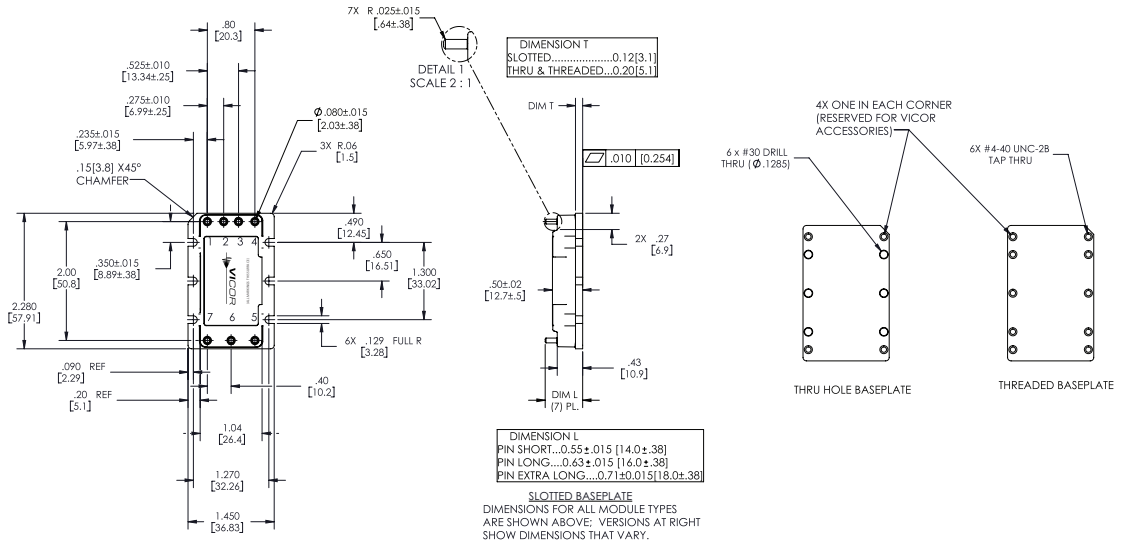 7X R .025±.015
[.64±.38]
DETAIL 1
SCALE 2 : 1
.80
[20.3]
.525±.010
[13.34±.25]
.275±.010
[6.99±.25]
.235±.015
[5.97±.38]
.15[3.8] X45°
CHAMFER
Ø.080±.015
[2.03±.38]
3X R.06
[1.5]
1 2 3 4
VICOR
7 6 5
.490
[12.45]
.650
[16.51]
1.300
[33.02]
.350±.015
[8.89±.38]
2.00
[50.8]
2.280
[57.91]
6X .129 FULL R
[3.28]
.090 REF
[2.29]
.20 REF
[5.1]
.40
[10.2]
1.04
[26.4]
1.270
[32.26]
1.450
[36.83]
DIMENSION T
SLOTTED...................0.12[3.1]
THRU & THREADED...0.20[5.1]
DIM T
.010 [0.254]
2X .27
[6.9]
.50±.02
[12.7±.5]
.43
[10.9]
DIM L
(7) PL.
DIMENSION L
PIN SHORT...0.55±.015 [14.0±.38]
PIN LONG....0.63±.015 [16.0±.38]
PIN EXTRA LONG....0.71±0.015[18.0±.38]
SLOTTED BASEPLATE
DIMENSIONS FOR ALL MODULE TYPES
ARE SHOWN ABOVE; VERSIONS AT RIGHT
SHOW DIMENSIONS THAT VARY.
4X ONE IN EACH CORNER
(RESERVED FOR VICOR
ACCESSORIES)
6 x #30 DRILL
THRU (Ø.1285)
6X #4-40 UNC-2B
TAP THRU
THRU HOLE BASEPLATE
THREADED BASEPLATE